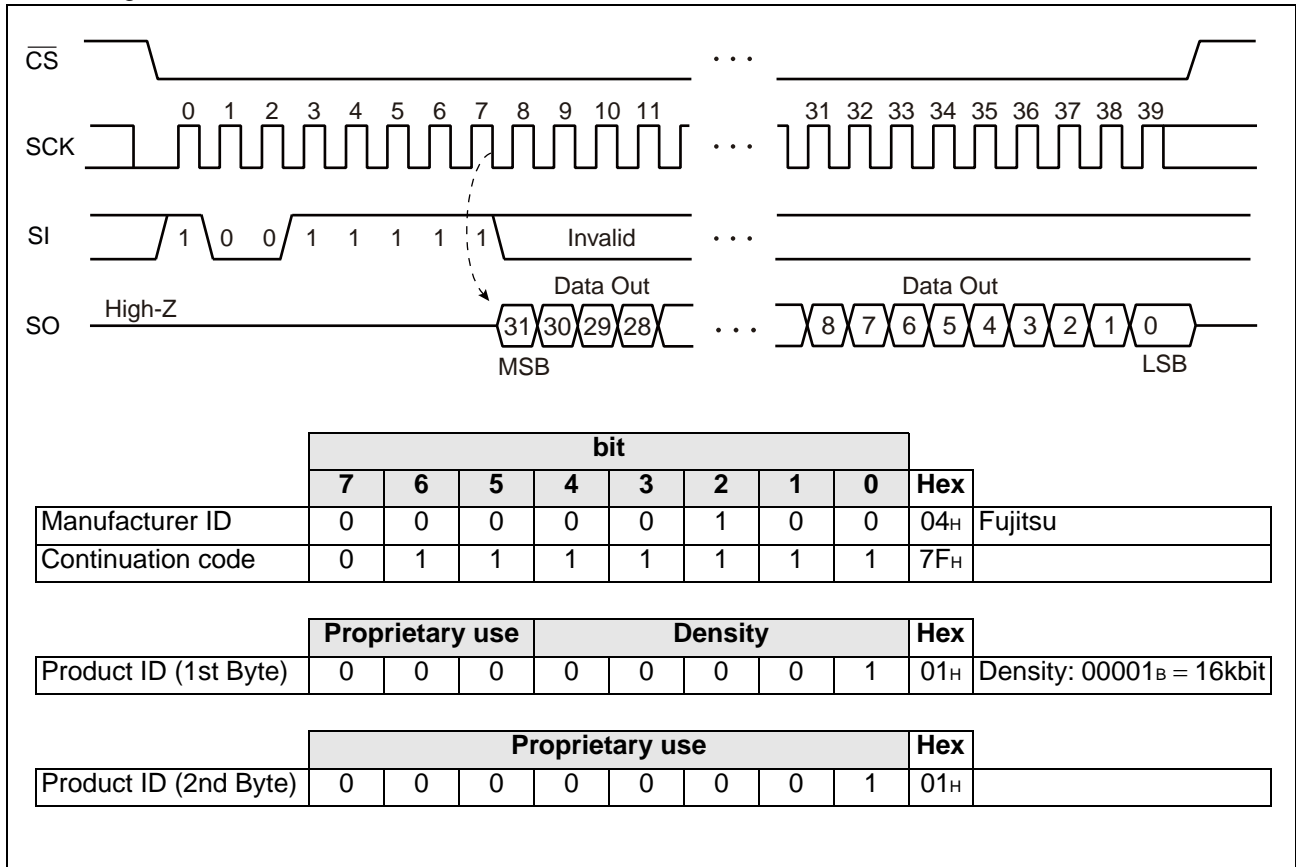 CS
0 1 2 3 4 5 6 7 8 9 10 11 31 32 33 34 35 36 37 38 39
SCK
SI 1 0 0 1 1 1 1 1 Invalid
Data Out Data Out
High-Z
SO 31 30 29 28 8 7 6 5 4 3 2 1 0
MSB LSB
bit
7 6 5 4 3 2 1 0 Hex
Manufacturer ID 0 0 0 0 0 1 0 0 04H Fujitsu
Continuation code 0 1 1 1 1 1 1 1 7FH
Proprietary use Density Hex
Product ID (1st Byte) 0 0 0 0 0 0 0 1 01H Density: 00001B = 16kbit
Proprietary use Hex
Product ID (2nd Byte) 0 0 0 0 0 0 0 1 01H